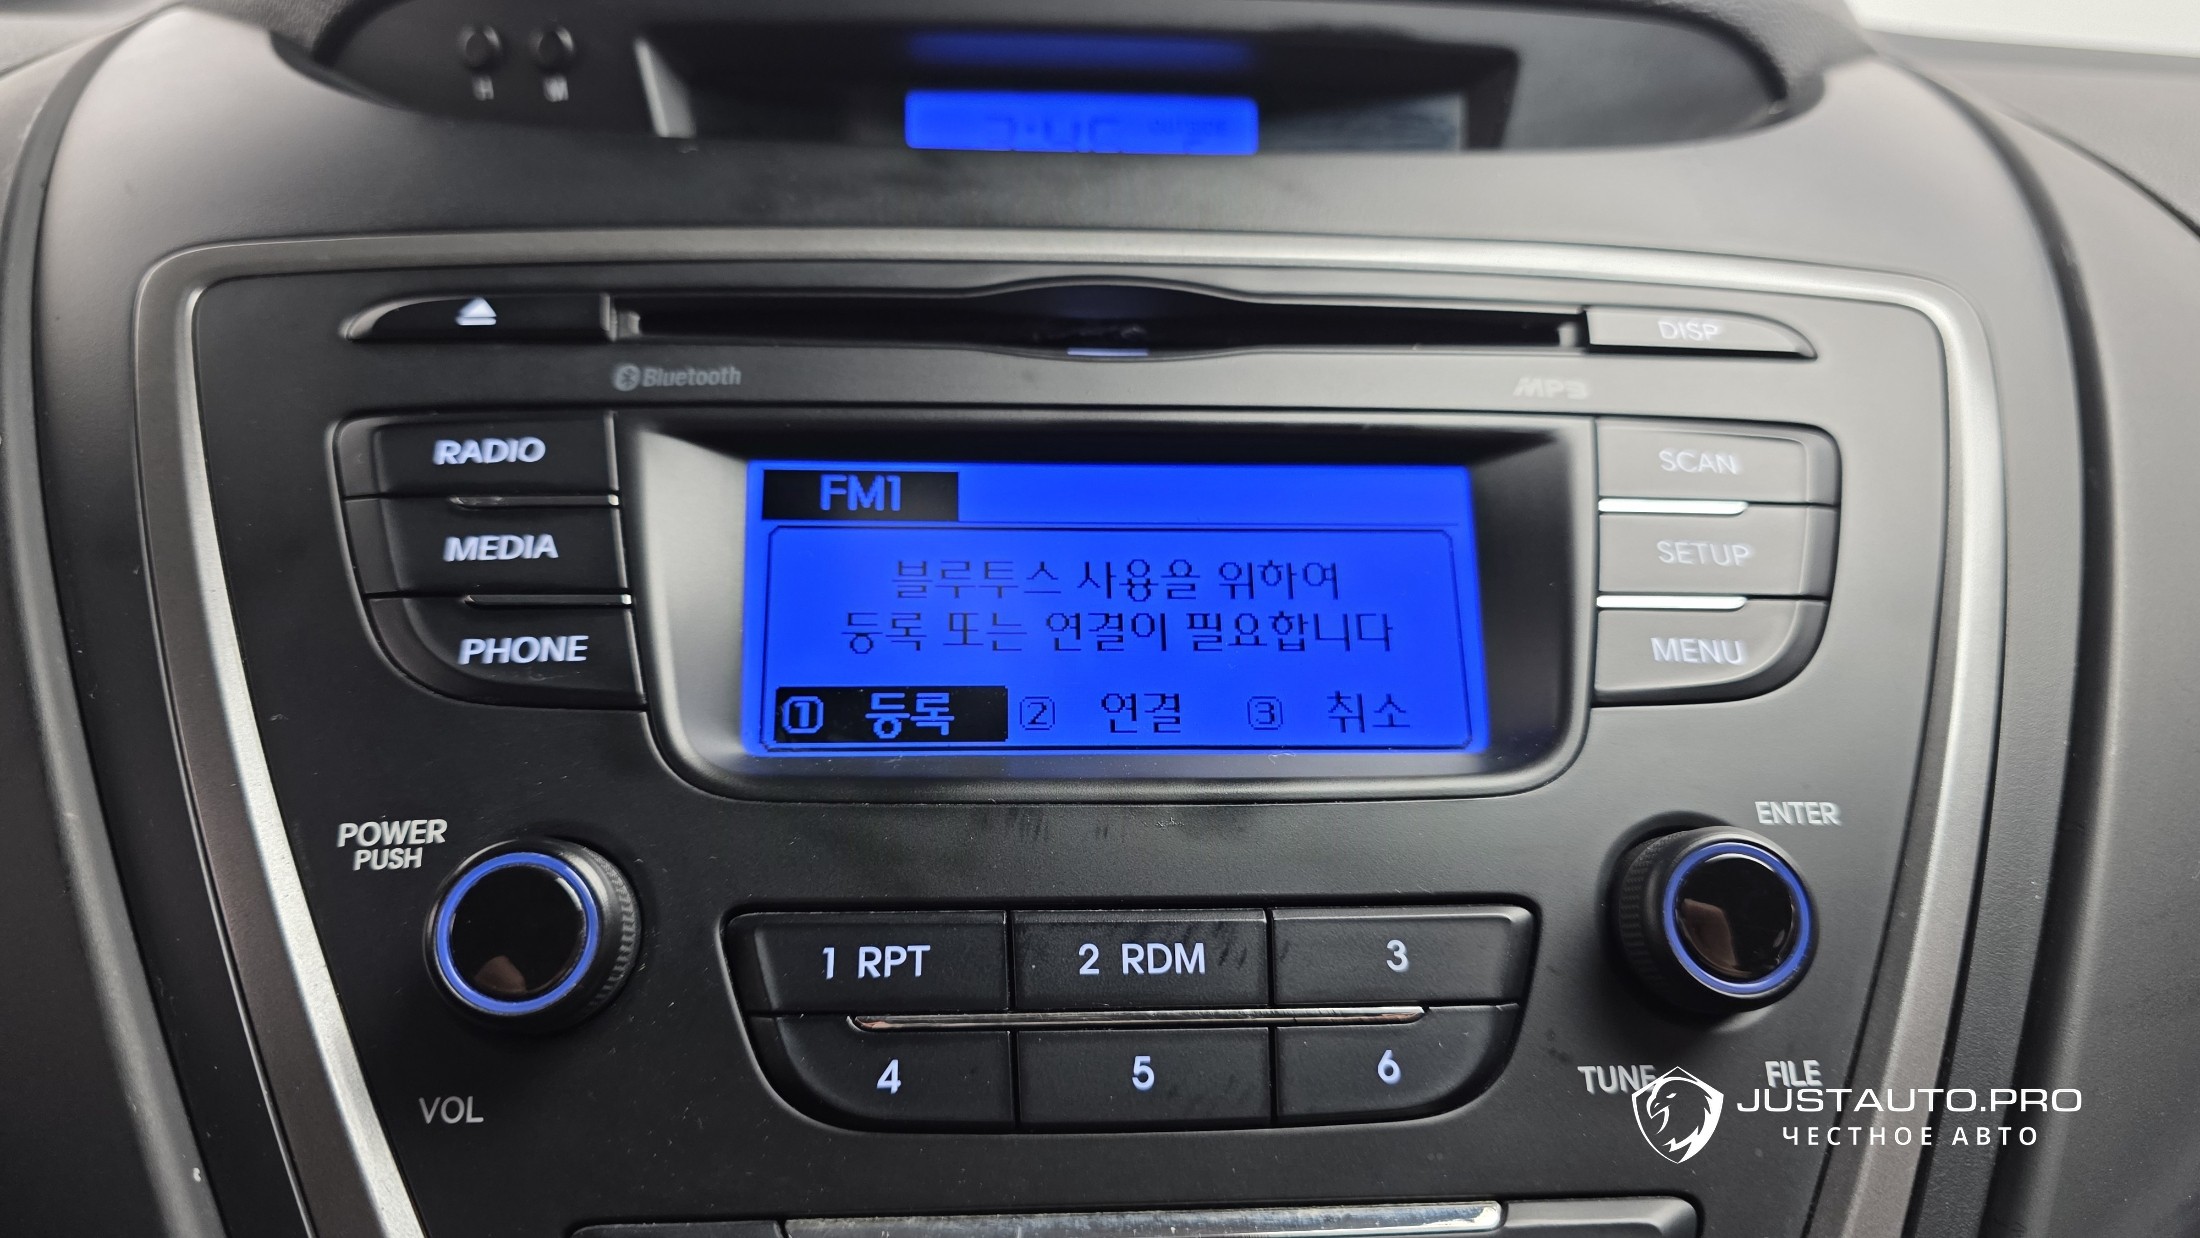 H M
Bluetooth
MP3
DISP
RADIO
MEDIA
PHONE
FM1
블루투스 사용을 위하여
등록 또는 연결이 필요합니다
① 등록 ② 연결 ③ 취소
SCAN
SETUP
MENU
POWER
PUSH
VOL
1 RPT
2 RDM
3
4
5
6
ENTER
TUNE
FILE
JUSTAUTO.PRO
ЧЕСТНОЕ АВТО